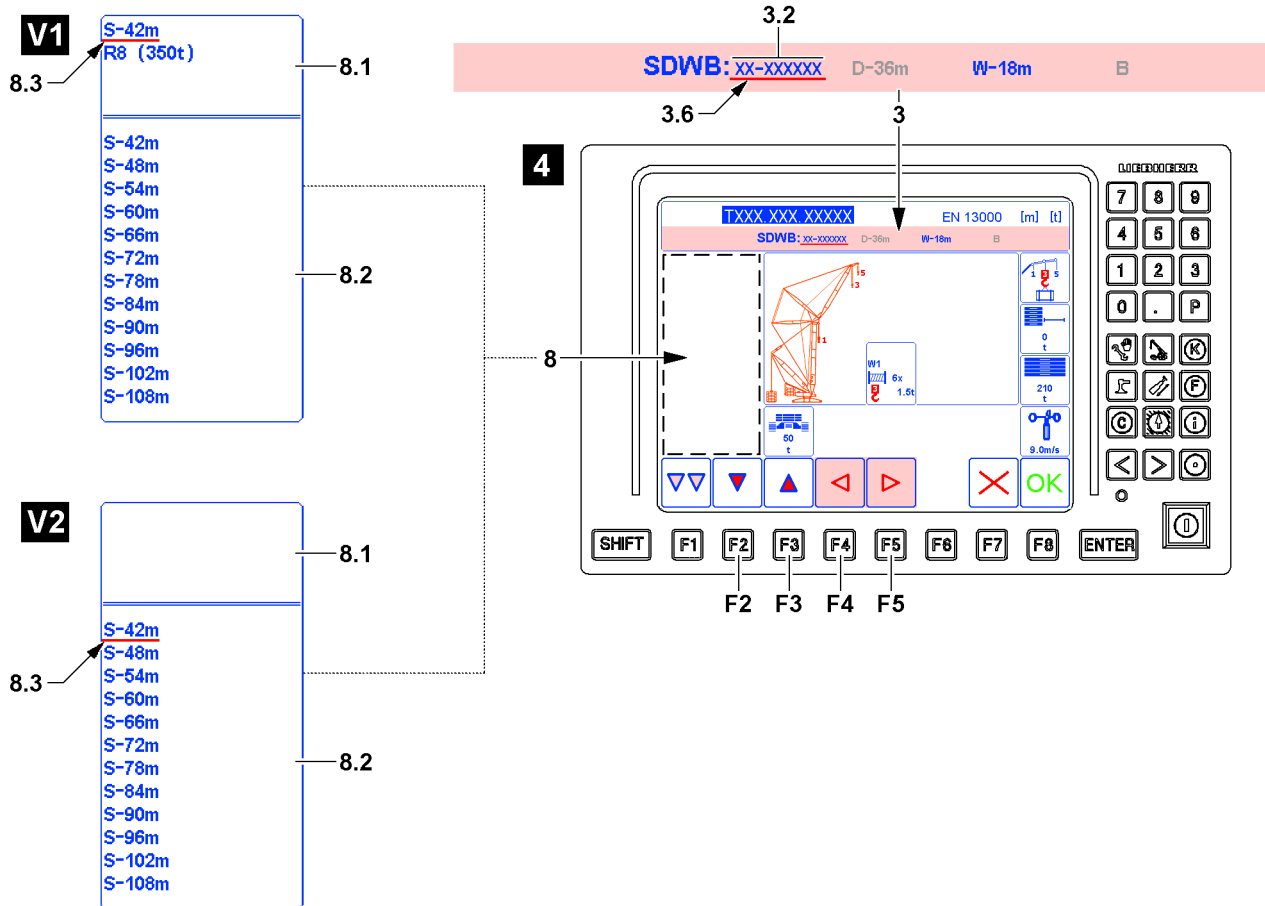 V1
S-42m
R8 (350t)
8.3
8.1
S-42m
S-48m
S-54m
S-60m
S-66m
S-72m
S-78m
S-84m
S-90m
S-96m
S-102m
S-108m
8.2
V2
8.1
S-42m
8.3
S-48m
S-54m
S-60m
S-66m
S-72m
S-78m
S-84m
S-90m
S-96m
S-102m
S-108m
8.2
8
3.2
SDWB: XX-XXXXXX D-36m W-18m B
3.6
3
4
LIEBHERR
TXXX.XXX.XXXXX EN 13000 [m] [t]
SDWB: XX-XXXXXX D-36m W-18m B
5
3
1
W1
6x
3
1.5t
50
t
1 3 5
0
t
210
t
9.0m/s
OK
7 8 9
4 5 6
1 2 3
0 . P
K
F
C i
< >
SHIFT F1 F2 F3 F4 F5 F6 F7 F8 ENTER
F2 F3 F4 F5